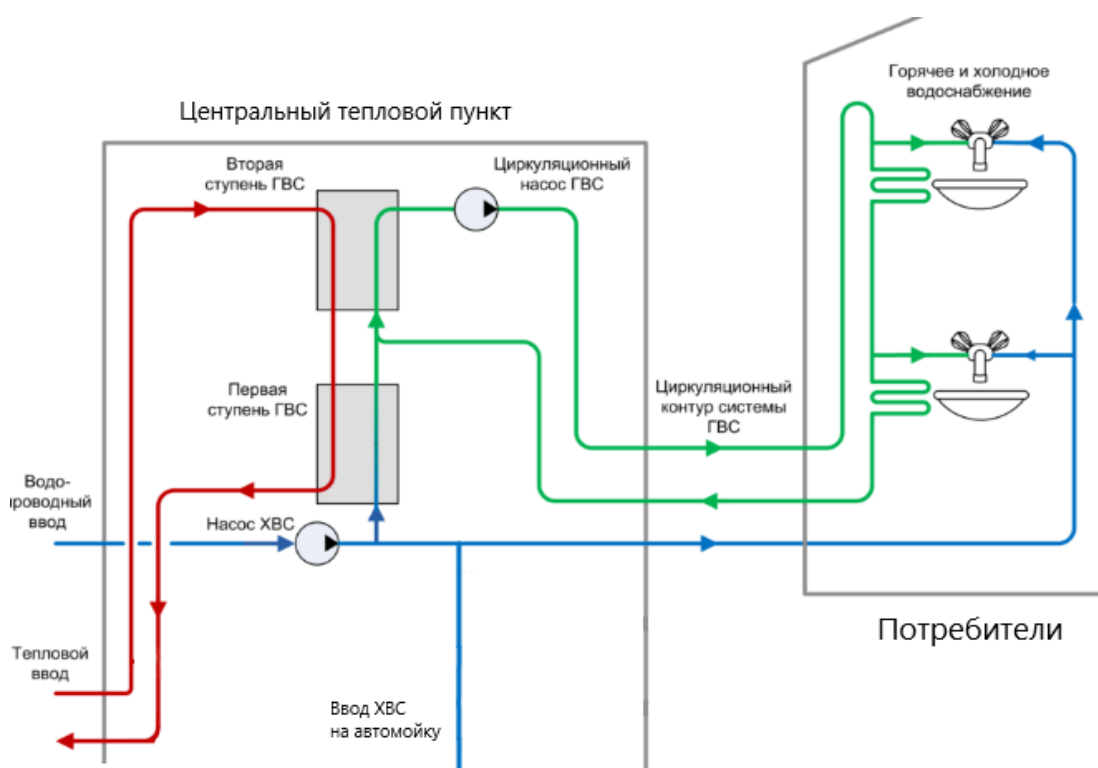 Горячее и холодное
водоснабжение
Центральный тепловой пункт
Вторая
ступень ГВС
Циркуляционный
насос ГВС
Первая
ступень ГВС
Циркуляционный
контур системы
ГВС
Водо-
проводный
ввод
Насос ХВС
Потребители
Тепловой
ввод
Ввод ХВС
на автомойку